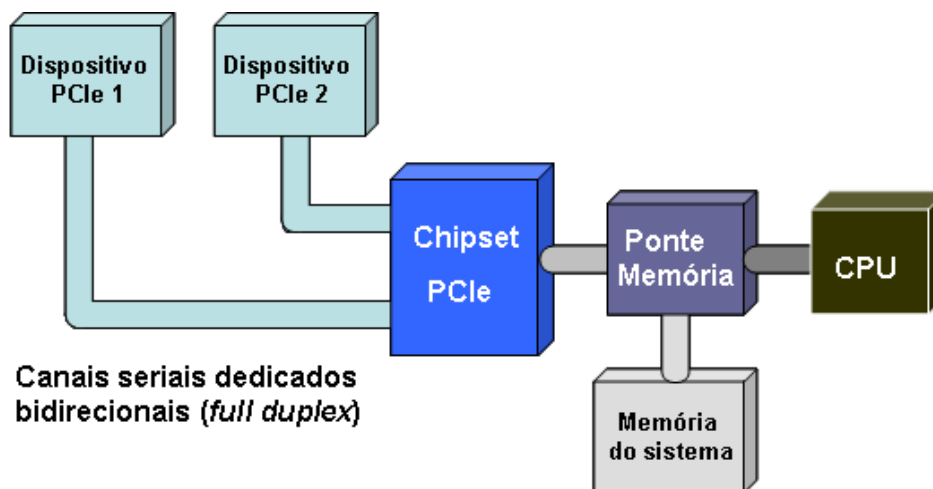 Dispositivo
PCIe 1
Dispositivo
PCIe 2
Chipset
PCIe
Ponte
Memória
CPU
Canais seriais dedicados
bidirecionais (full duplex)
Memória
do sistema